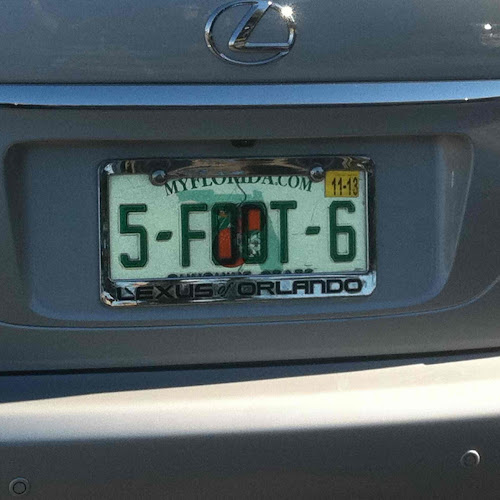 MYFLORIDA.COM
11-13
5-FOOT-6
LEXUS of ORLANDO